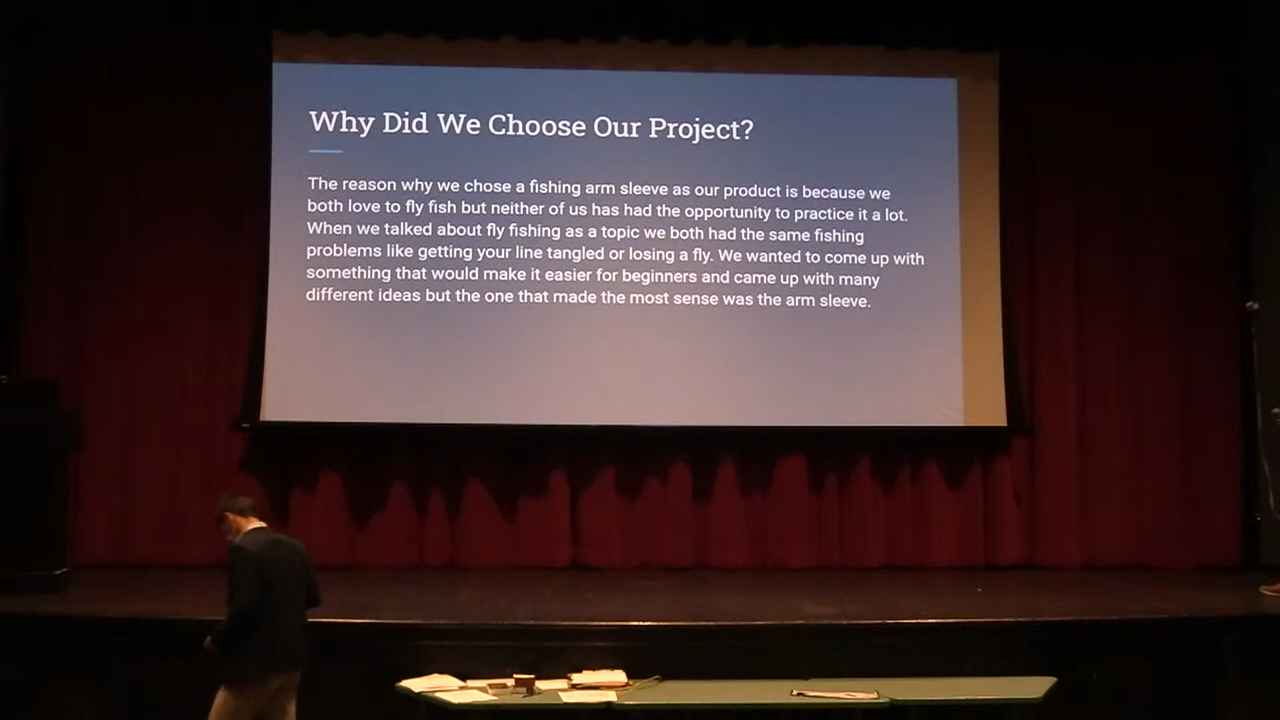 Why Did We Choose Our Project?
The reason why we chose a fishing arm sleeve as our product is because we
both love to fly fish but neither of us has had the opportunity to practice it a lot.
When we talked about fly fishing as a topic we both had the same fishing
problems like getting your line tangled or losing a fly. We wanted to come up with
something that would make it easier for beginners and came up with many
different ideas but the one that made the most sense was the arm sleeve.